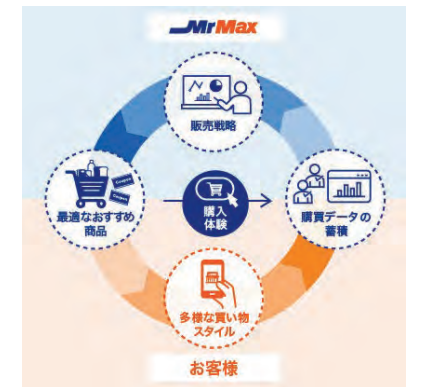 MrMax
販売戦略
最適なおすすめ
商品
購入
体験
購買データの
蓄積
多様な買い物
スタイル
お客様